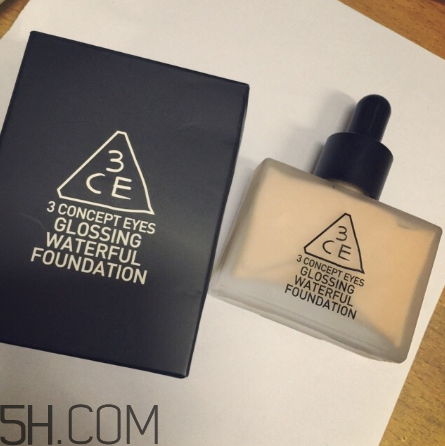 3
CE
3 CONCEPT EYES
GLOSSING
WATERFUL
FOUNDATION
3
CE
3 CONCEPT EYES
GLOSSING
WATERFUL
FOUNDATION
5H.COM